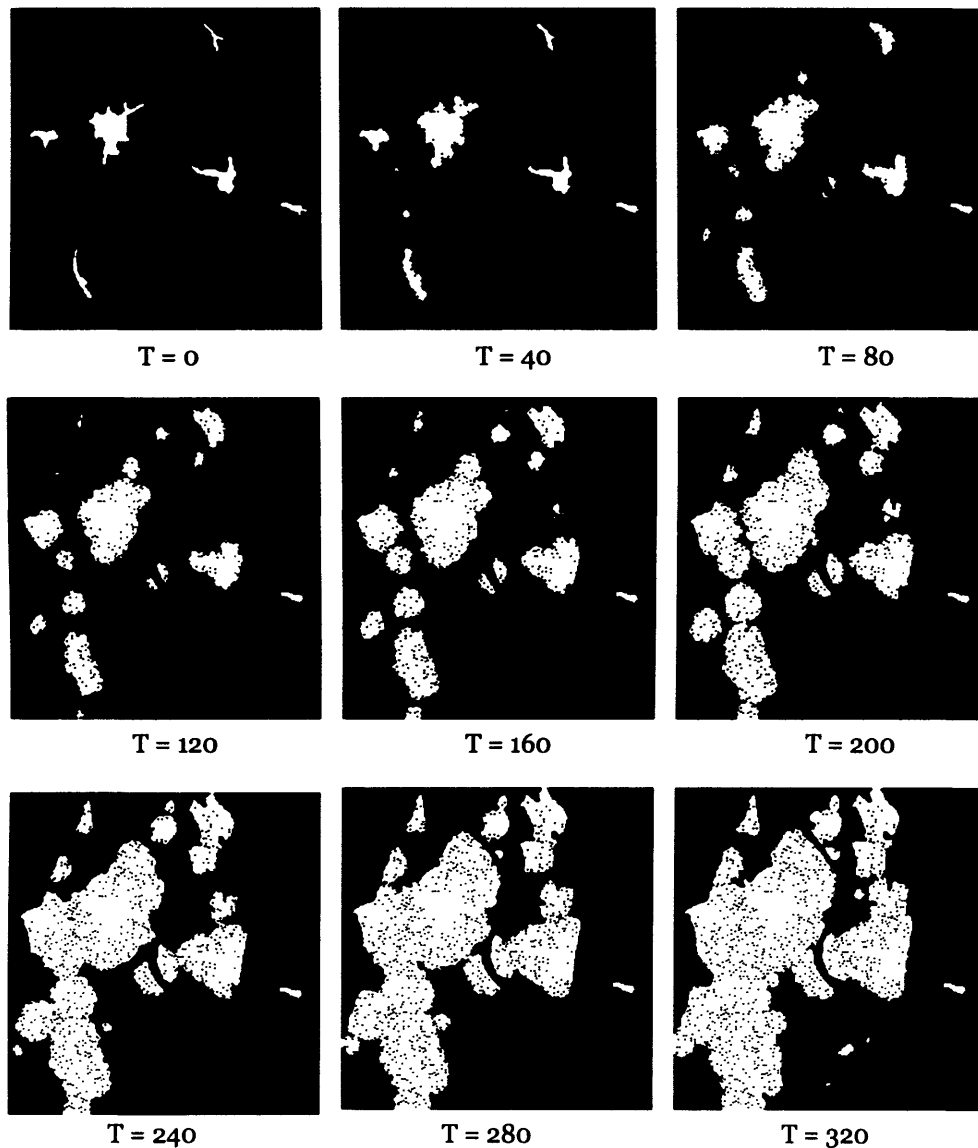 T = 0
T = 40
T = 80
T = 120
T = 160
T = 200
T = 240
T = 280
T = 320